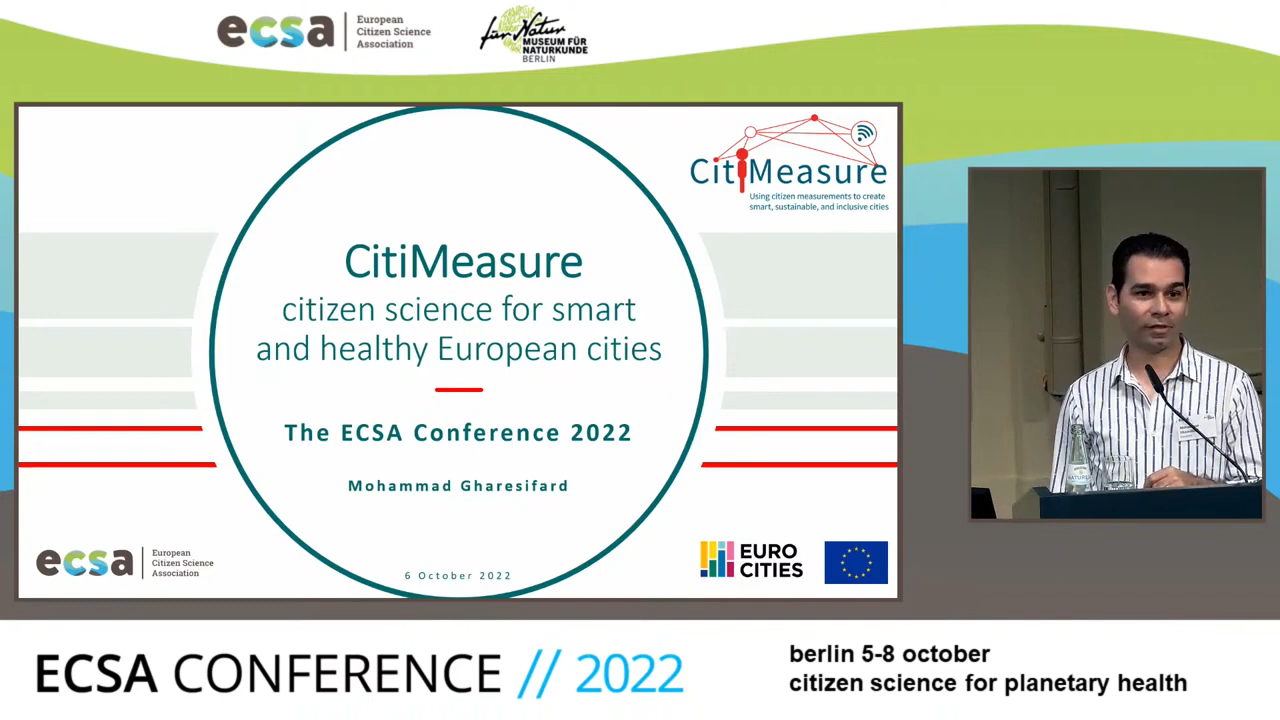 ecsa
European
Citizen Science
Association
für Natur
MUSEUM FÜR
NATURKUNDE
BERLIN
CitiMeasure
Using citizen measurements to create
smart, sustainable, and inclusive cities
CitiMeasure
citizen science for smart
and healthy European cities
The ECSA Conference 2022
Mohammad Gharesifard
6 October 2022
ecsa
European
Citizen Science
Association
EURO
CITIES
ECSA CONFERENCE // 2022
berlin 5-8 october
citizen science for planetary health